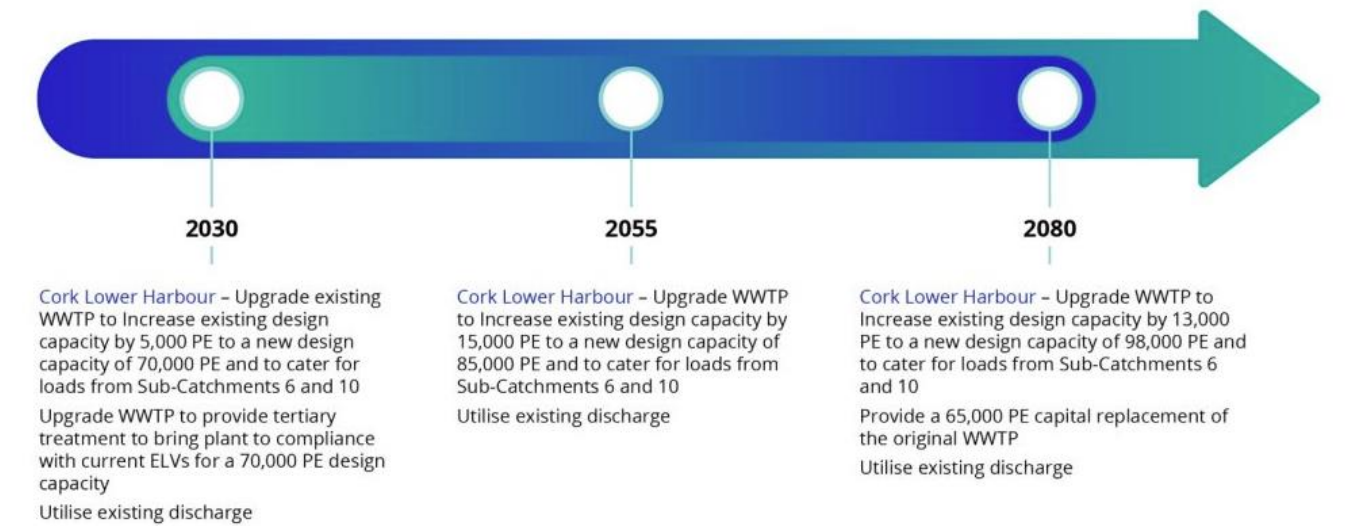 2030
Cork Lower Harbour – Upgrade existing
WWTP to Increase existing design
capacity by 5,000 PE to a new design
capacity of 70,000 PE and to cater for
loads from Sub-Catchments 6 and 10
Upgrade WWTP to provide tertiary
treatment to bring plant to compliance
with current ELVs for a 70,000 PE design
capacity
Utilise existing discharge
2055
Cork Lower Harbour – Upgrade WWTP
to Increase existing design capacity by
15,000 PE to a new design capacity of
85,000 PE and to cater for loads from
Sub-Catchments 6 and 10
Utilise existing discharge
2080
Cork Lower Harbour – Upgrade WWTP to
Increase existing design capacity by 13,000
PE to a new design capacity of 98,000 PE and
to cater for loads from Sub-Catchments 6
and 10
Provide a 65,000 PE capital replacement of
the original WWTP
Utilise existing discharge